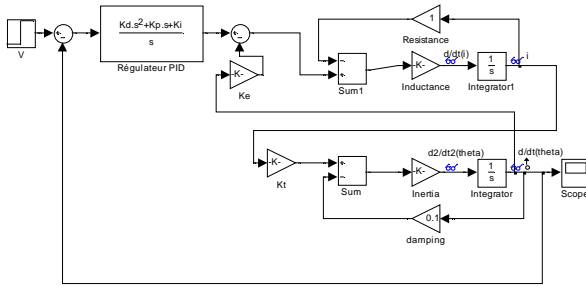 Kd.s²+Kp.s+Ki
s
V
Régulateur PID
-K-
Ke
1
Resistance
Sum1
-K-
Inductance
d/dt(i)
1
s
Integrator1
i
-K-
Kt
Sum
-K-
Inertia
d2/dt2(theta)
1
s
Integrator
d/dt(theta)
Scope
0.1
damping